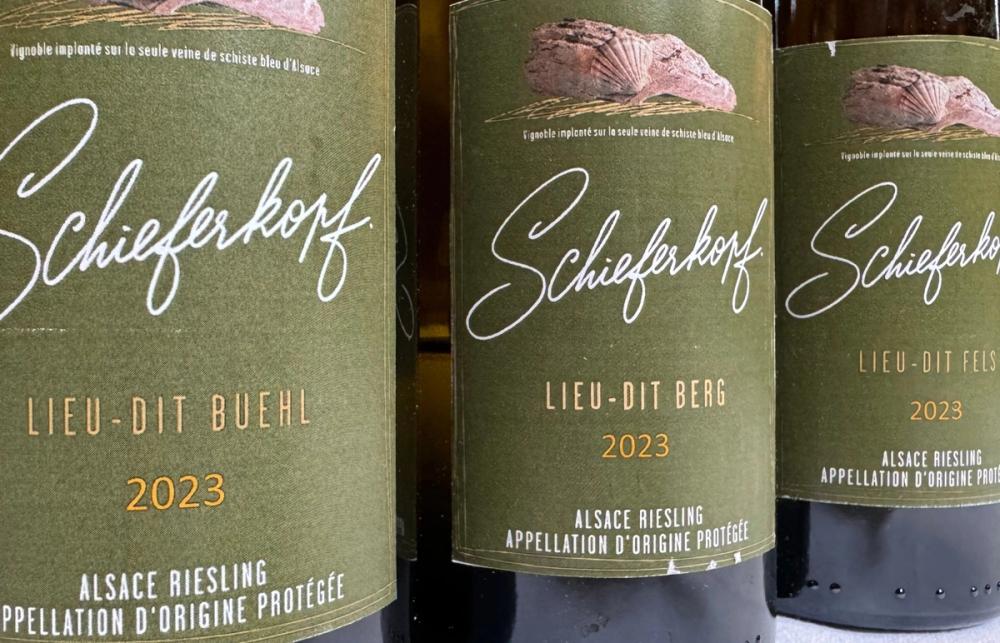 Vignoble implanté sur la seule veine de schiste bleu d'Alsace
Schieferkopf.
LIEU-DIT BUEHL
2023
ALSACE RIESLING
PPELLATION D'ORIGINE PROTÉGÉE
Vignoble implanté sur la seule veine de schiste bleu d'Alsace
Schieferkopf.
LIEU-DIT BERG
2023
ALSACE RIESLING
APPELLATION D'ORIGINE PROTÉGÉE
Vignoble implanté sur la seule veine de schiste bleu d'Als
Schieferko
LIEU-DIT FELS
2023
ALSACE RIESLING
APPELLATION D'ORIGINE PROTÉ